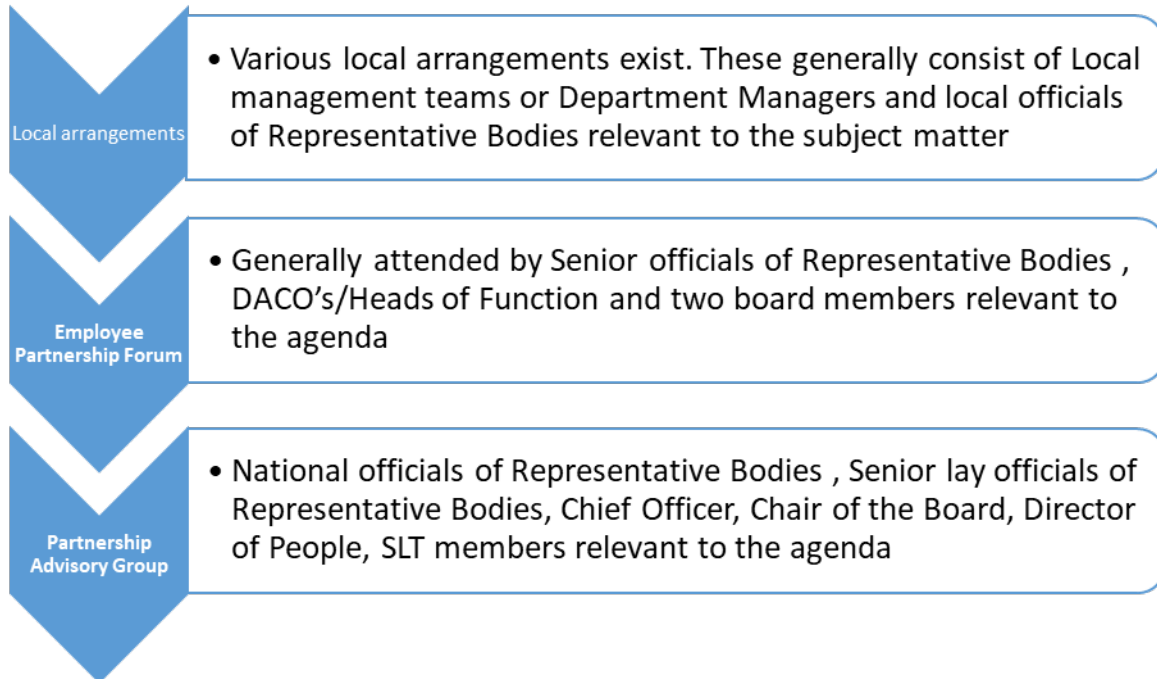 Local arrangements
• Various local arrangements exist. These generally consist of Local
management teams or Department Managers and local officials
of Representative Bodies relevant to the subject matter
Employee
Partnership Forum
• Generally attended by Senior officials of Representative Bodies ,
DACO’s/Heads of Function and two board members relevant to
the agenda
Partnership
Advisory Group
• National officials of Representative Bodies , Senior lay officials of
Representative Bodies, Chief Officer, Chair of the Board, Director
of People, SLT members relevant to the agenda